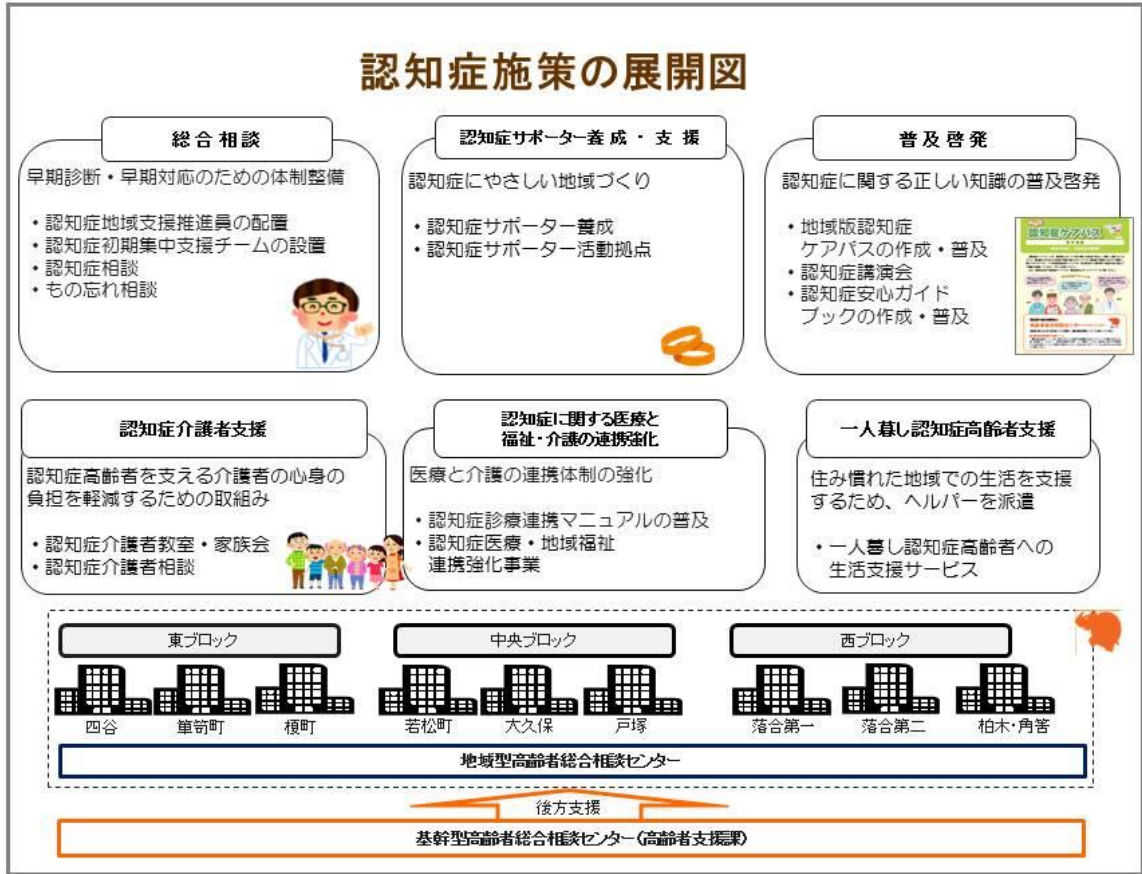 認知症施策の展開図
総合相談
早期診断・早期対応のための体制整備
・認知症地域支援推進員の配置
・認知症初期集中支援チームの設置
・認知症相談
・もの忘れ相談
認知症サポーター養成・支援
認知症にやさしい地域づくり
・認知症サポーター養成
・認知症サポーター活動拠点
普及啓発
認知症に関する正しい知識の普及啓発
・地域版認知症
ケアパスの作成・普及
・認知症講演会
・認知症安心ガイド
ブックの作成・普及
認知症ケアパス
認知症介護者支援
認知症高齢者を支える介護者の心身の
負担を軽減するための取組み
・認知症介護者教室・家族会
・認知症介護者相談
認知症に関する医療と
福祉・介護の連携強化
医療と介護の連携体制の強化
・認知症診療連携マニュアルの普及
・認知症医療・地域福祉
連携強化事業
一人暮し認知症高齢者支援
住み慣れた地域での生活を支援
するため、ヘルパーを派遣
・一人暮し認知症高齢者への
生活支援サービス
東ブロック
中央ブロック
西ブロック
四谷
箪笥町
榎町
若松町
大久保
戸塚
落合第一
落合第二
柏木・角筈
地域型高齢者総合相談センター
後方支援
基幹型高齢者総合相談センター(高齢者支援課)